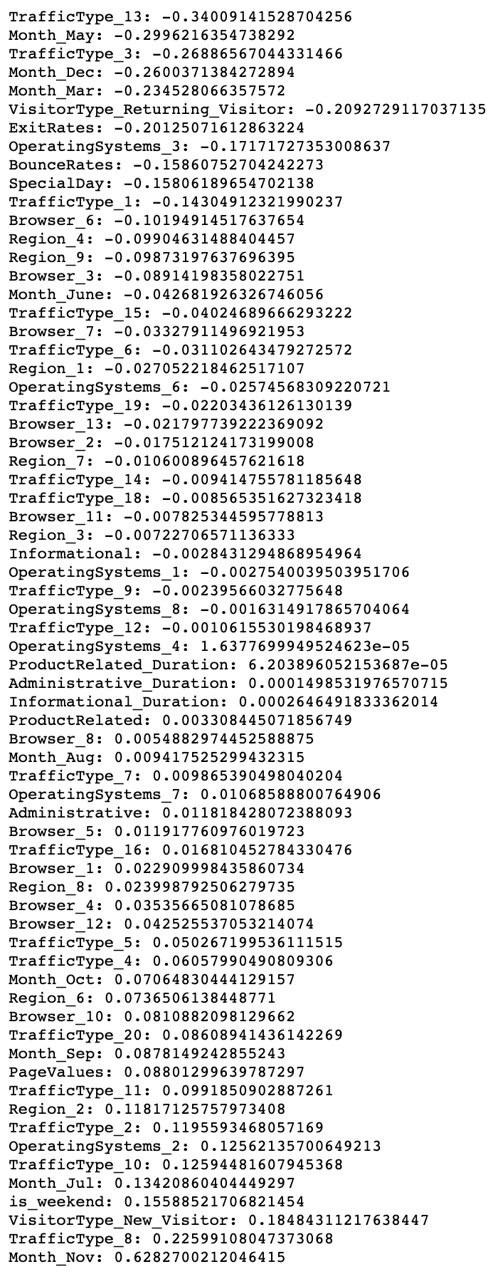 TrafficType_13: -0.34009141528704256
Month_May: -0.2996216354738292
TrafficType_3: -0.26886567044331466
Month_Dec: -0.2600371384272894
Month_Mar: -0.234528066357572
VisitorType_Returning_Visitor: -0.2092729117037135
ExitRates: -0.20125071612863224
OperatingSystems_3: -0.17171727353008637
BounceRates: -0.15860752704242273
SpecialDay: -0.15806189654702138
TrafficType_1: -0.14304912321990237
Browser_6: -0.10194914517637654
Region_4: -0.09904631488404457
Region_9: -0.09873197637696395
Browser_3: -0.08914198358022751
Month_June: -0.042681926326746056
TrafficType_15: -0.04024689666293222
Browser_7: -0.03327911496921953
TrafficType_6: -0.031102643479272572
Region_1: -0.027052218462517107
OperatingSystems_6: -0.02574568309220721
TrafficType_19: -0.02203436126130139
Browser_13: -0.021797739222369092
Browser_2: -0.017512124173199008
Region_7: -0.010600896457621618
TrafficType_14: -0.009414755781185648
TrafficType_18: -0.008565351627323418
Browser_11: -0.007825344595778813
Region_3: -0.00722706571136333
Informational: -0.0028431294868954964
OperatingSystems_1: -0.0027540039503951706
TrafficType_9: -0.00239566032775648
OperatingSystems_8: -0.0016314917865704064
TrafficType_12: -0.0010615530198468937
OperatingSystems_4: 1.6377699949524623e-05
ProductRelated_Duration: 6.203896052153687e-05
Administrative_Duration: 0.0001498531976570715
Informational_Duration: 0.0002646491833362014
ProductRelated: 0.003308445071856749
Browser_8: 0.0054882974452588875
Month_Aug: 0.009417525299432315
TrafficType_7: 0.009865390498040204
OperatingSystems_7: 0.01068588800764906
Administrative: 0.011818428072388093
Browser_5: 0.011917760976019723
TrafficType_16: 0.016810452784330476
Browser_1: 0.022909998435860734
Region_8: 0.023998792506279735
Browser_4: 0.03535665081078685
Browser_12: 0.042525537053214074
TrafficType_5: 0.050267199536111515
TrafficType_4: 0.06057990490809306
Month_Oct: 0.07064830444129157
Region_6: 0.0736506138448771
Browser_10: 0.0810882098129662
TrafficType_20: 0.08608941436142269
Month_Sep: 0.0878149242855243
PageValues: 0.08801299639787297
TrafficType_11: 0.0991850902887261
Region_2: 0.11817125757973408
TrafficType_2: 0.1195593468057169
OperatingSystems_2: 0.12562135700649213
TrafficType_10: 0.12594481607945368
Month_Jul: 0.13420860404449297
is_weekend: 0.15588521706821454
VisitorType_New_Visitor: 0.18484311217638447
TrafficType_8: 0.22599108047373068
Month_Nov: 0.6282700212046415